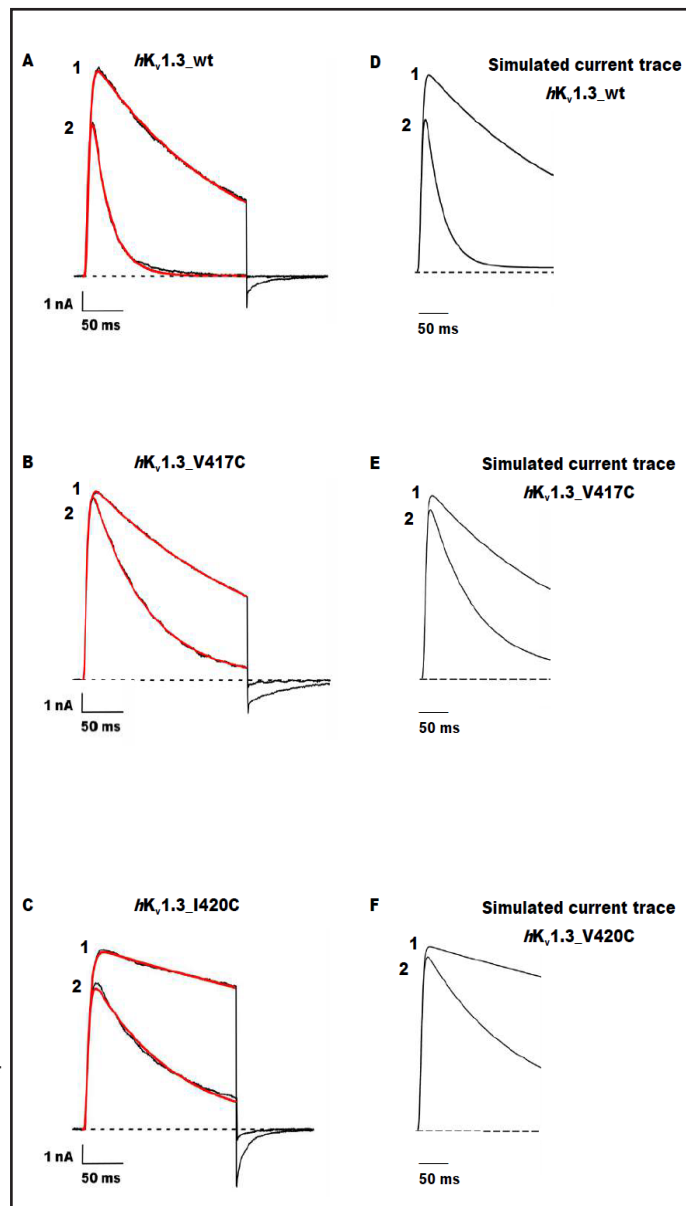 A
hKv1.3_wt
1
2
1 nA
50 ms
D
Simulated current trace
hKv1.3_wt
1
2
50 ms
B
hKv1.3_V417C
1
2
1 nA
50 ms
E
Simulated current trace
hKv1.3_V417C
1
2
50 ms
C
hKv1.3_I420C
1
2
1 nA
50 ms
F
Simulated current trace
hKv1.3_V420C
1
2
50 ms